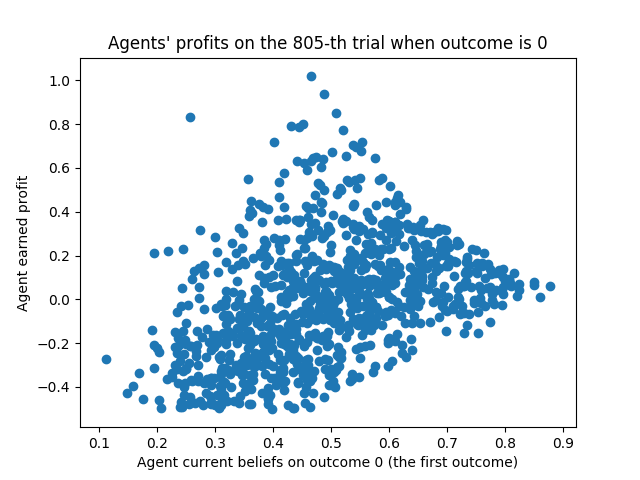 Agents' profits on the 805-th trial when outcome is 0
1.0
0.8
0.6
0.4
0.2
0.0
−0.2
−0.4
Agent earned profit
0.1 0.2 0.3 0.4 0.5 0.6 0.7 0.8 0.9
Agent current beliefs on outcome 0 (the first outcome)